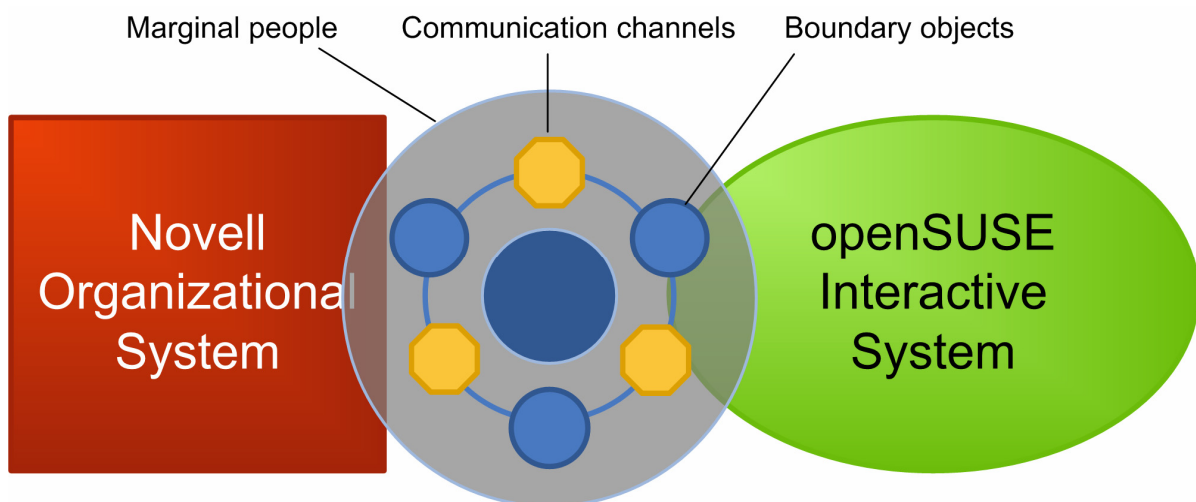 Marginal people
Communication channels
Boundary objects
Novell
Organizational
System
openSUSE
Interactive
System